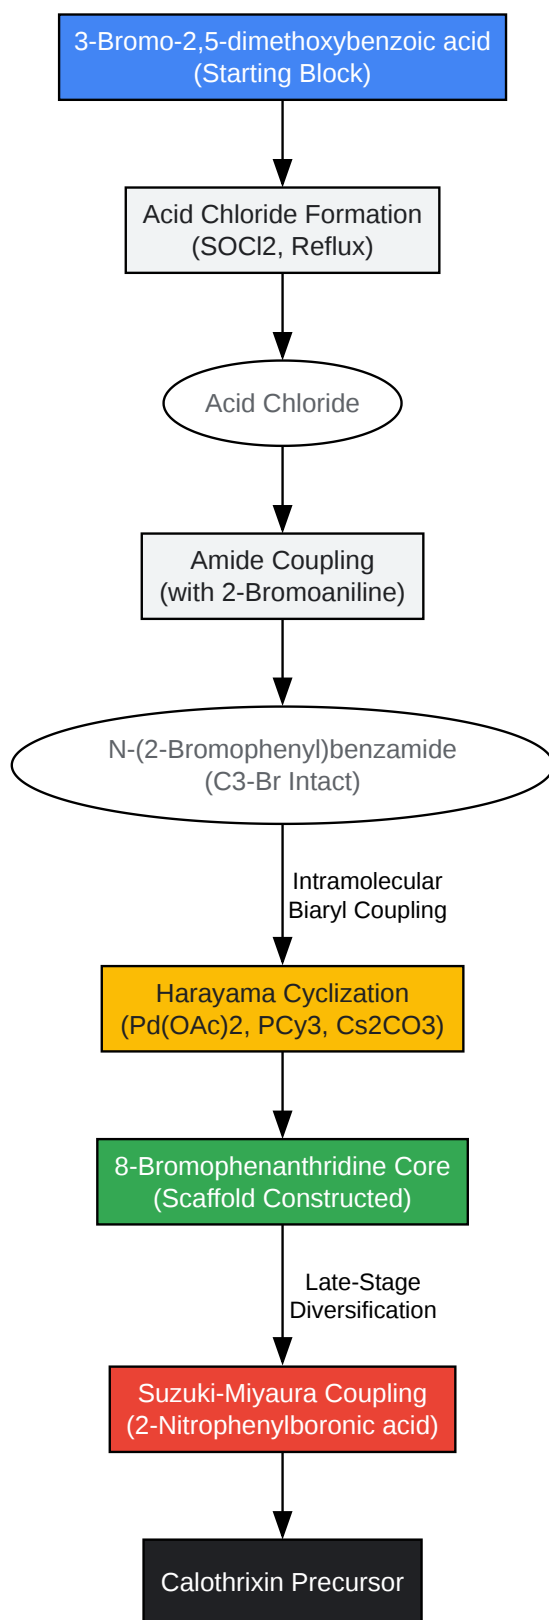 3-Bromo-2,5-dimethoxybenzoic acid
(Starting Block)
Acid Chloride Formation
(SOCl2, Reflux)
Acid Chloride
Amide Coupling
(with 2-Bromoaniline)
N-(2-Bromophenyl)benzamide
(C3-Br Intact)
Intramolecular
Biaryl Coupling
Harayama Cyclization
(Pd(OAc)2, PCy3, Cs2CO3)
8-Bromophenanthridine Core
(Scaffold Constructed)
Late-Stage
Diversification
Suzuki-Miyaura Coupling
(2-Nitrophenylboronic acid)
Calothrixin Precursor